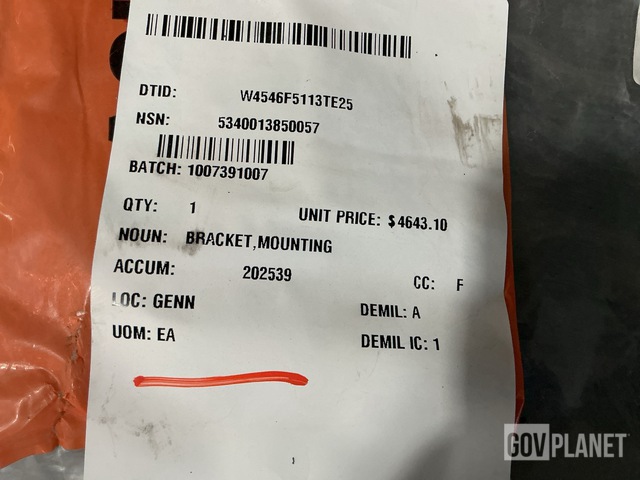 DTID: W4546F5113TE25
NSN: 5340013850057
BATCH: 1007391007
QTY: 1 UNIT PRICE: $4643.10
NOUN: BRACKET,MOUNTING
ACCUM: 202539 CC: F
LOC: GENN DEMIL: A
UOM: EA DEMIL IC: 1
GOVPLANET